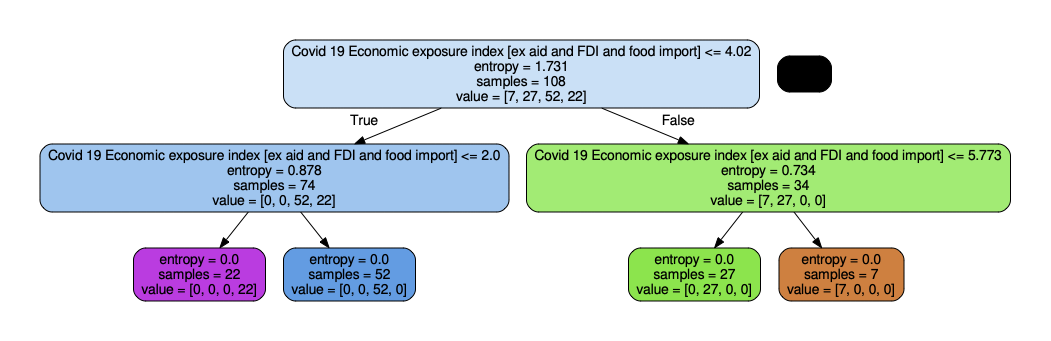 Covid 19 Economic exposure index [ex aid and FDI and food import] <= 4.02
entropy = 1.731
samples = 108
value = [7, 27, 52, 22]
True
False
Covid 19 Economic exposure index [ex aid and FDI and food import] <= 2.0
entropy = 0.878
samples = 74
value = [0, 0, 52, 22]
Covid 19 Economic exposure index [ex aid and FDI and food import] <= 5.773
entropy = 0.734
samples = 34
value = [7, 27, 0, 0]
entropy = 0.0
samples = 22
value = [0, 0, 0, 22]
entropy = 0.0
samples = 52
value = [0, 0, 52, 0]
entropy = 0.0
samples = 27
value = [0, 27, 0, 0]
entropy = 0.0
samples = 7
value = [7, 0, 0, 0]